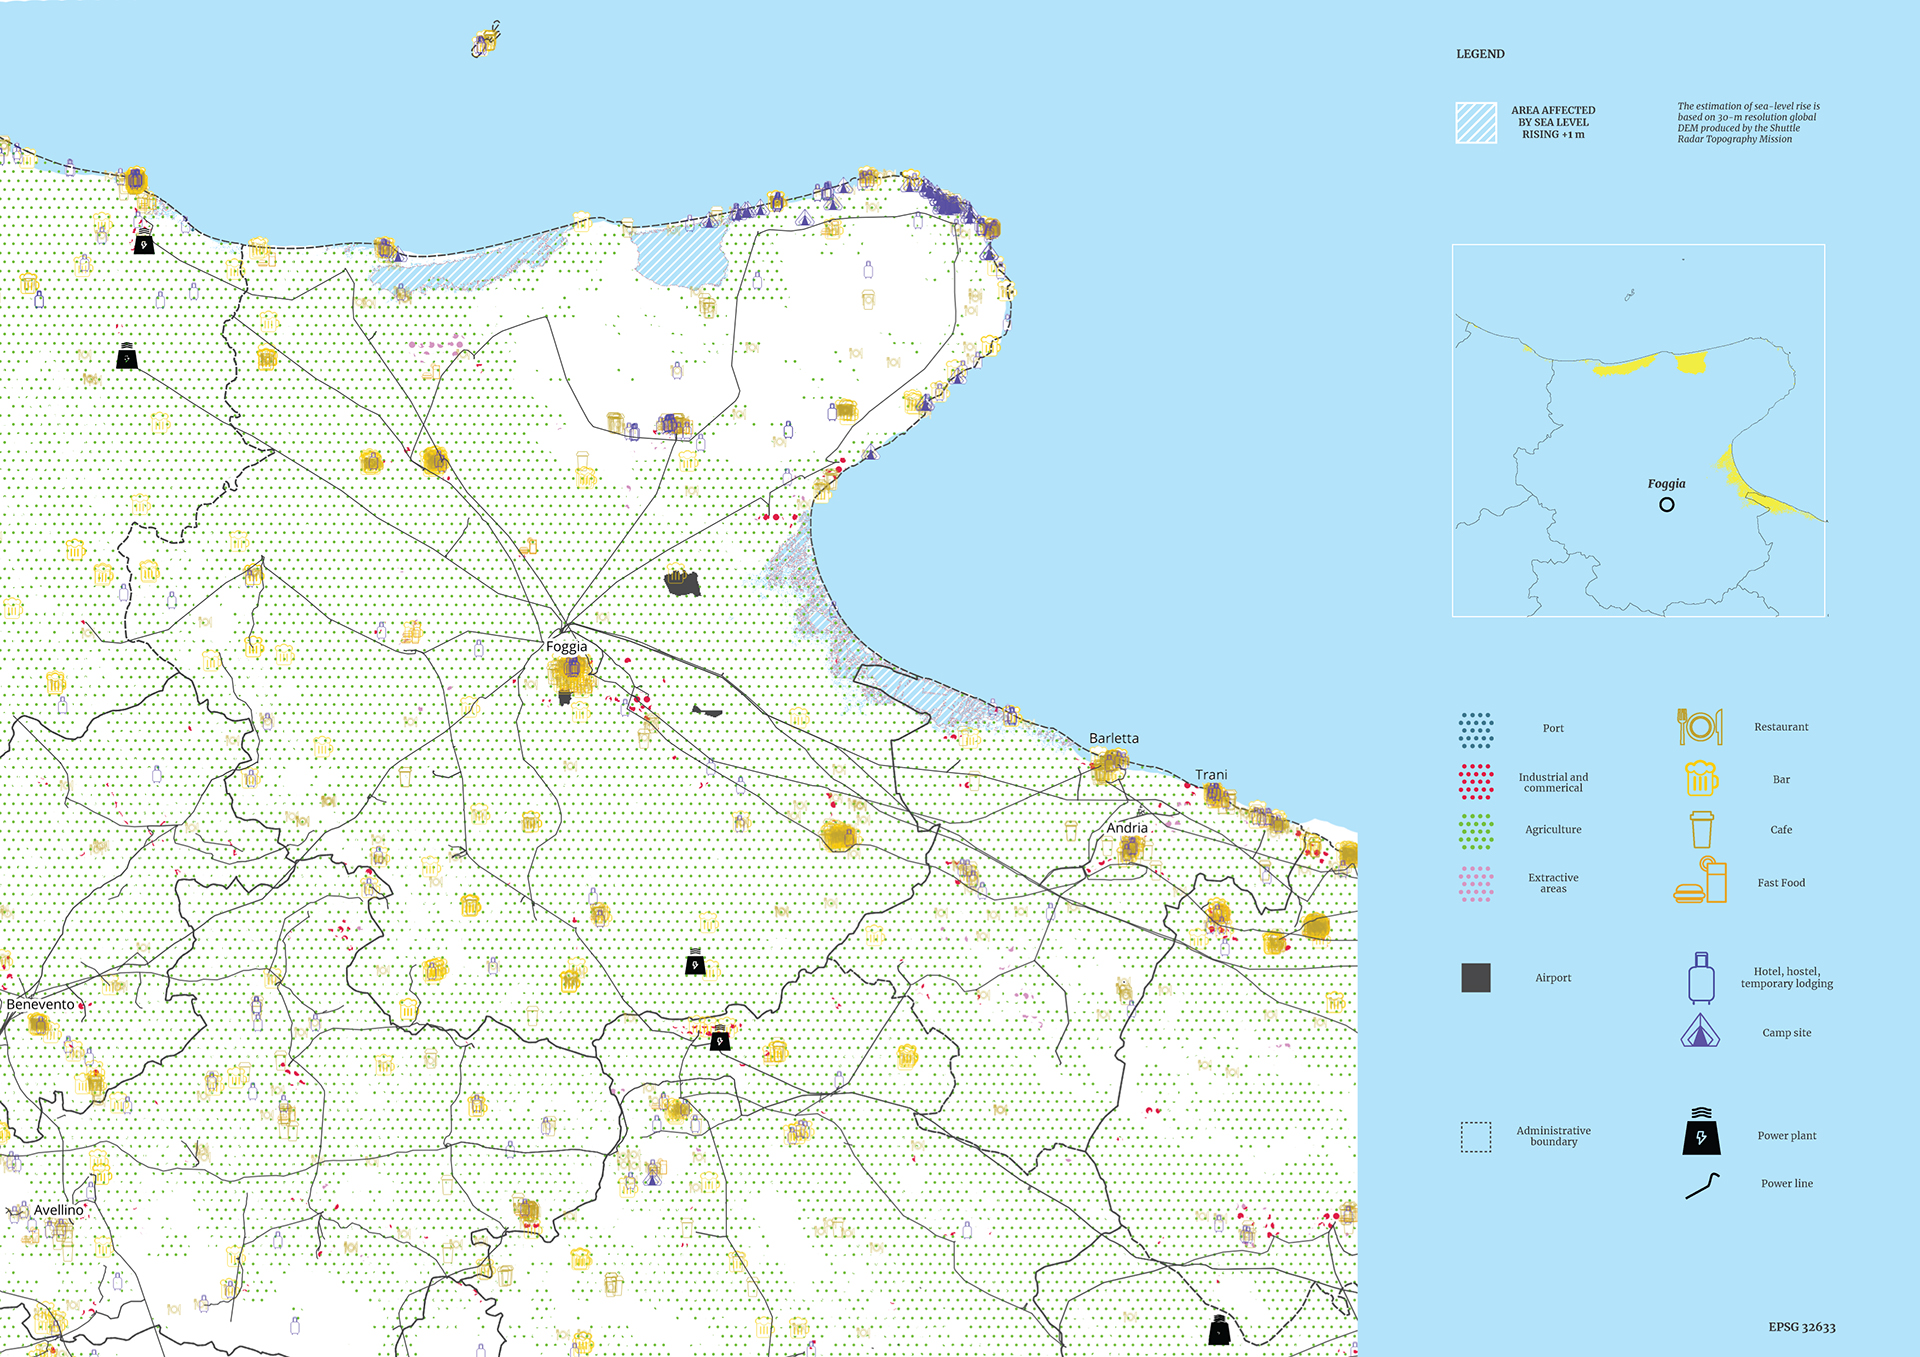 LEGEND
AREA AFFECTED
BY SEA LEVEL
RISING +1 m
The estimation of sea-level rise is
based on 30-m resolution global
DEM produced by the Shuttle
Radar Topography Mission
Foggia
Foggia
Barletta
Trani
Andria
Benevento
Avellino
Port
Restaurant
Industrial and
commerical
Bar
Agriculture
Cafe
Extractive
areas
Fast Food
Airport
Hotel, hostel,
temporary lodging
Camp site
Administrative
boundary
Power plant
Power line
EPSG 32633